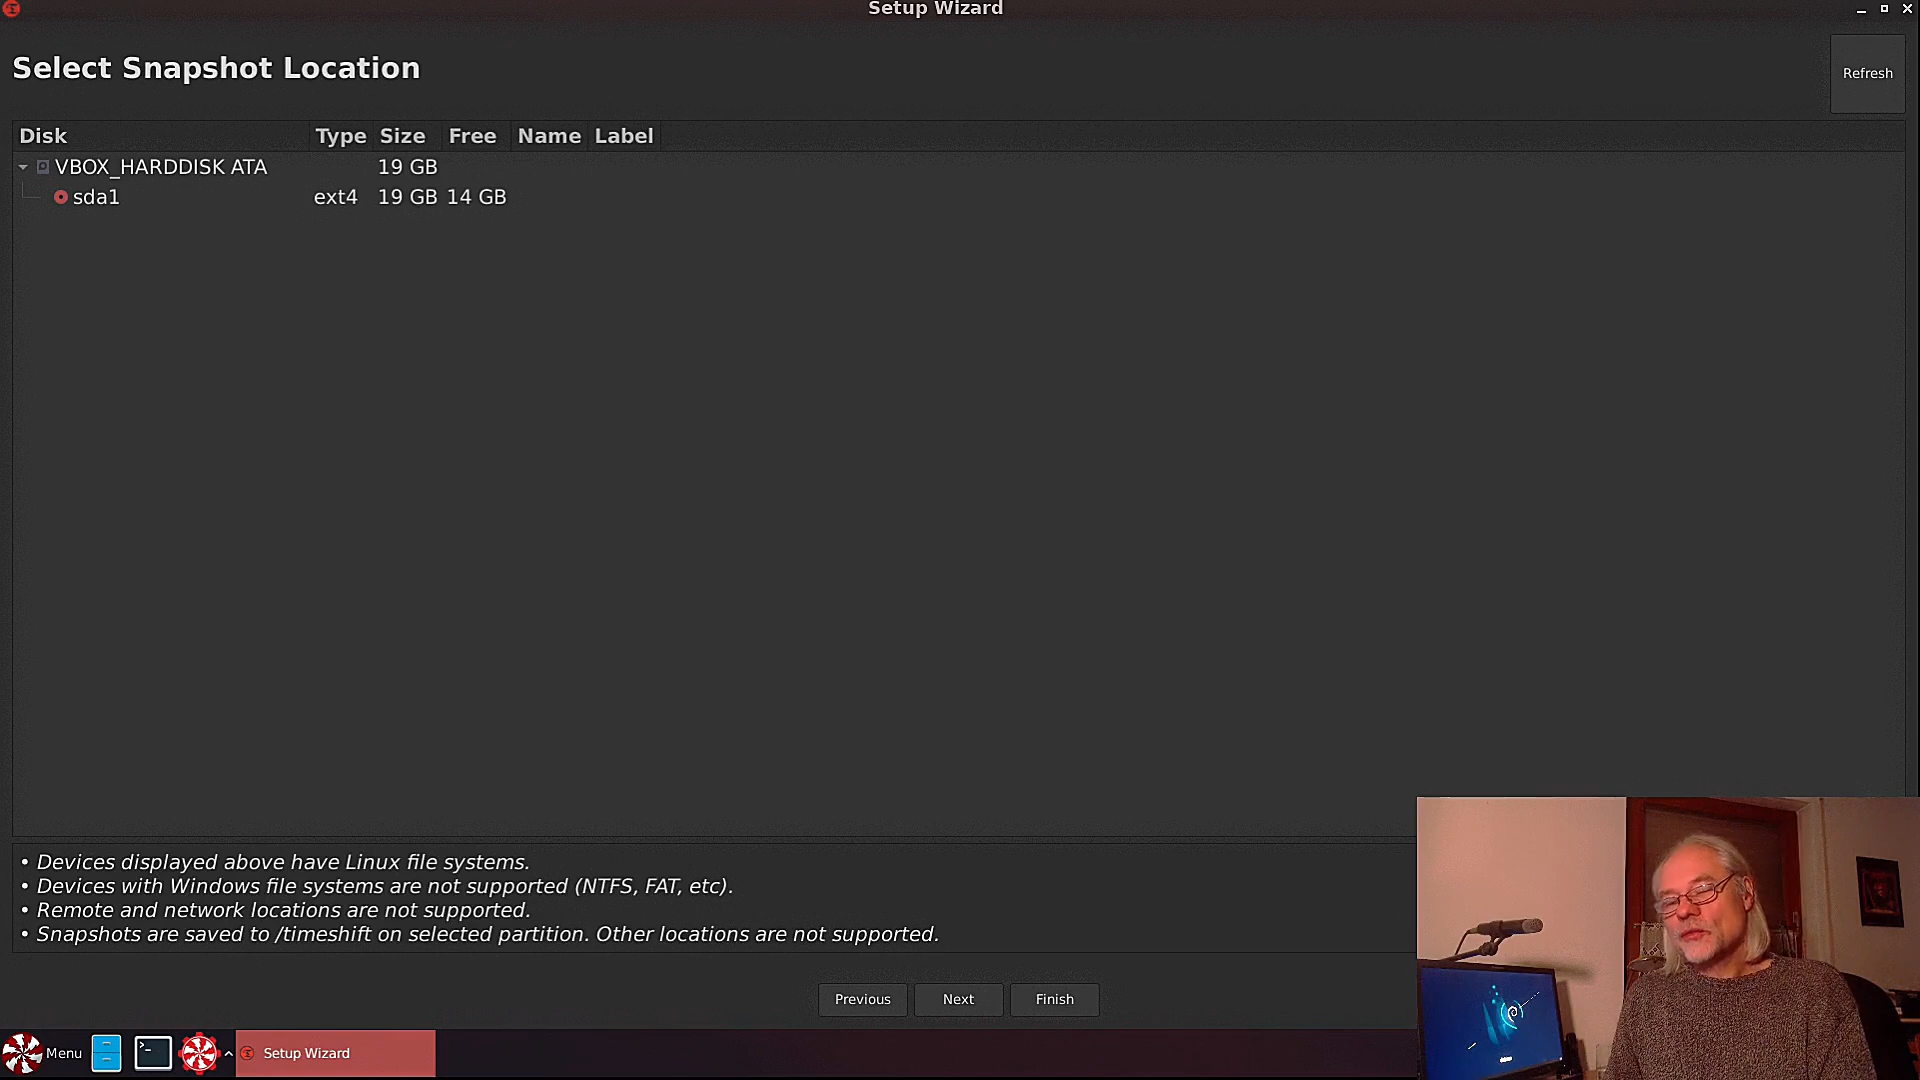 Setup Wizard
Select Snapshot Location
Refresh
Disk Type Size Free Name Label
VBOX_HARDDISK ATA 19 GB
sda1 ext4 19 GB 14 GB
• Devices displayed above have Linux file systems.
• Devices with Windows file systems are not supported (NTFS, FAT, etc).
• Remote and network locations are not supported.
• Snapshots are saved to /timeshift on selected partition. Other locations are not supported.
Previous Next Finish
Menu Setup Wizard